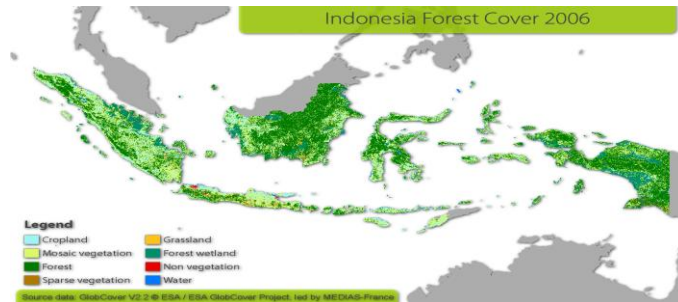 Indonesia Forest Cover 2006
Legend
Cropland
Grassland
Mosaic vegetation
Forest wetland
Forest
Non vegetation
Sparse vegetation
Water
Source data: GlobCover V2.2 © ESA / ESA GlobCover Project, led by MEDIAS-France